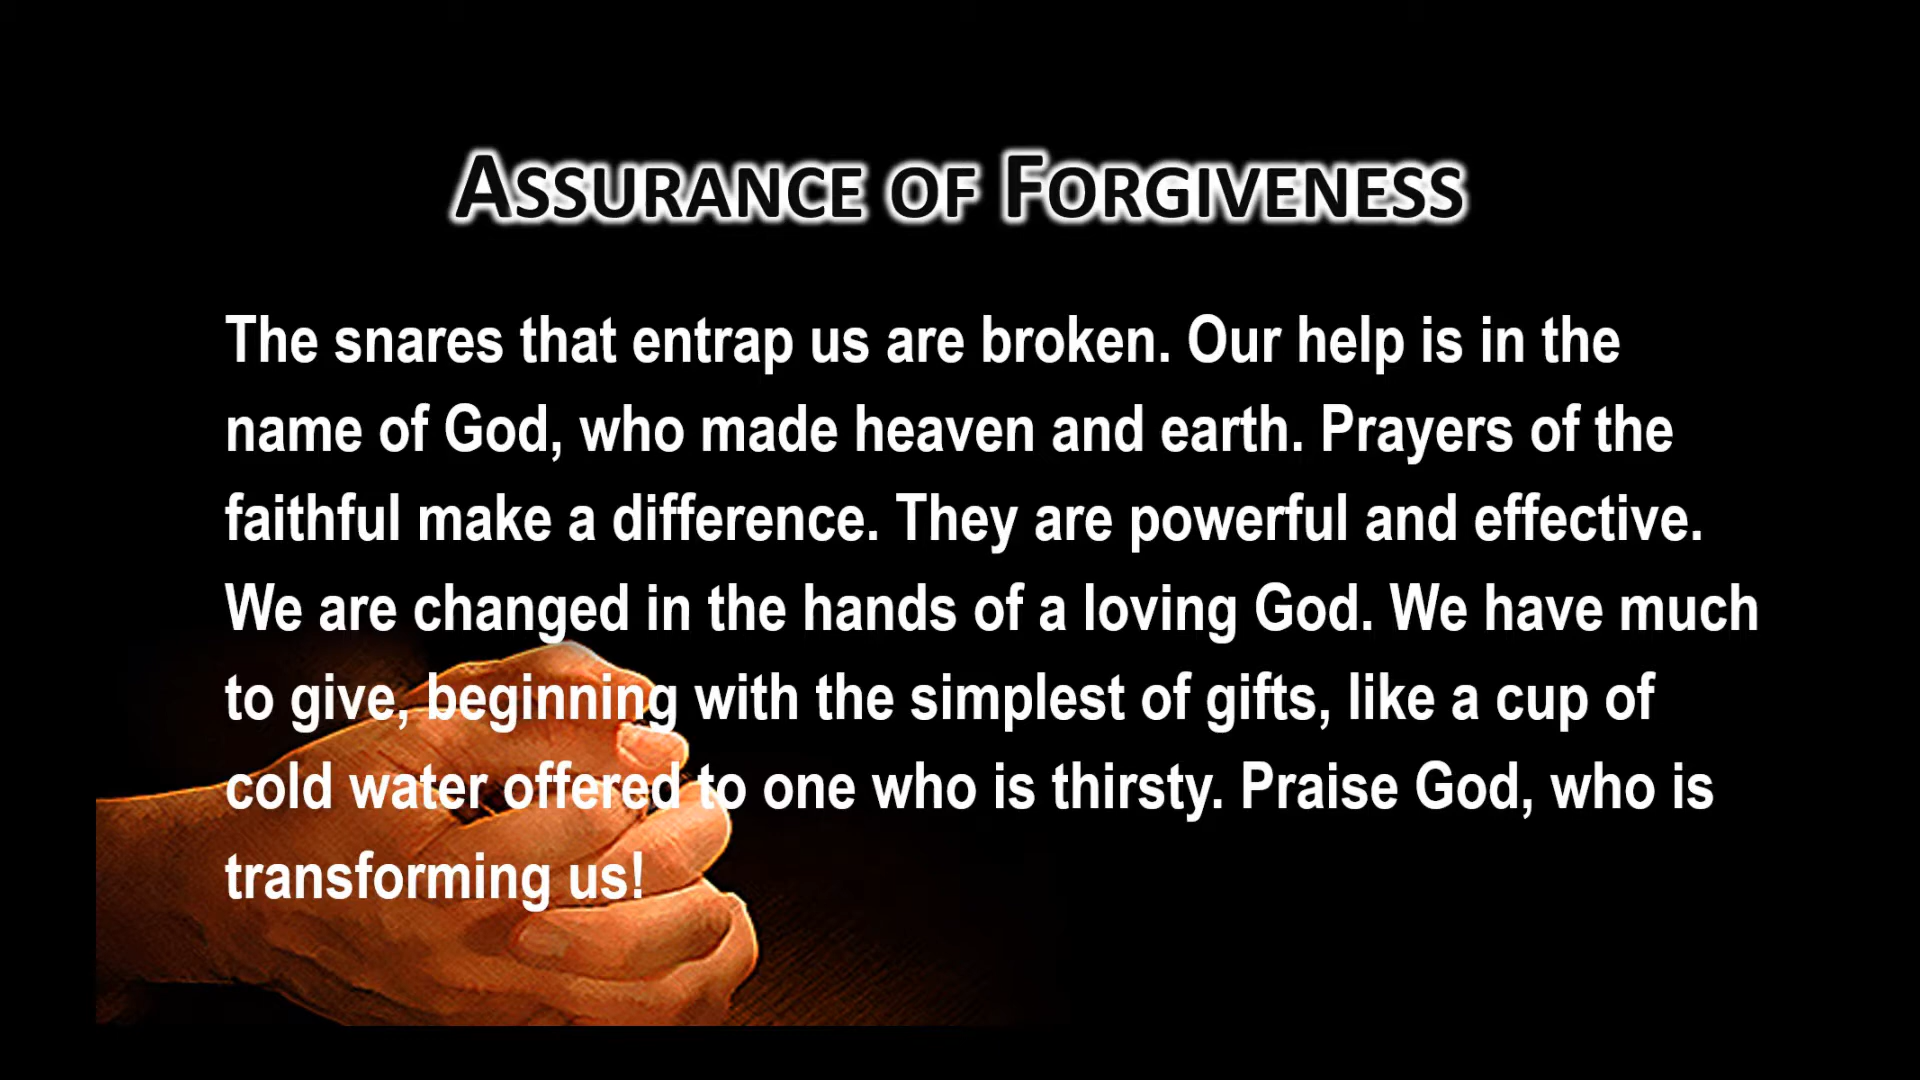 Assurance of Forgiveness
The snares that entrap us are broken. Our help is in the
name of God, who made heaven and earth. Prayers of the
faithful make a difference. They are powerful and effective.
We are changed in the hands of a loving God. We have much
to give, beginning with the simplest of gifts, like a cup of
cold water offered to one who is thirsty. Praise God, who is
transforming us!